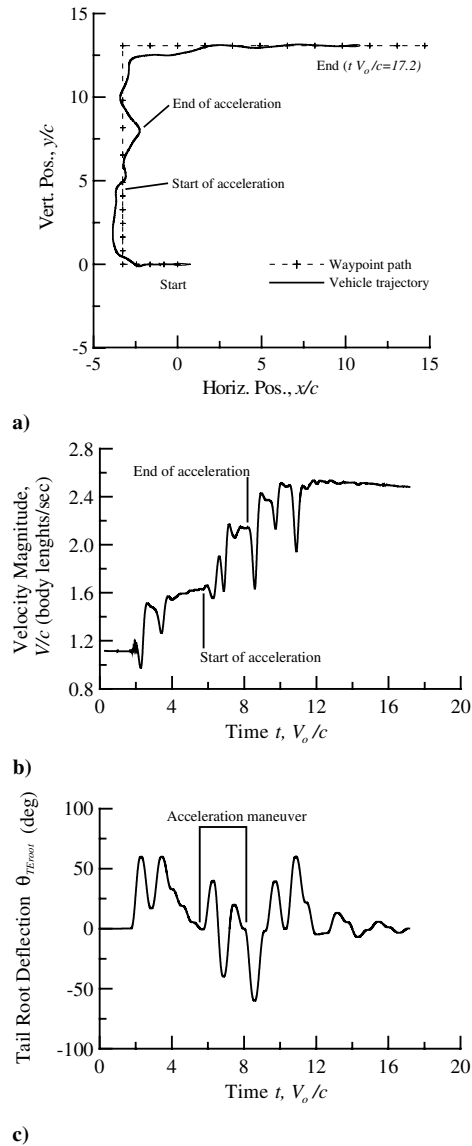 15
10
5
0
-5
Vert. Pos., y/c
End (t V_o/c=17.2)
End of acceleration
Start of acceleration
Waypoint path
Vehicle trajectory
Start
-5 0 5 10 15
Horiz. Pos., x/c
a)
2.8
2.4
2.0
1.6
1.2
0.8
Velocity Magnitude,
V/c (body lenghts/sec)
End of acceleration
Start of acceleration
0 4 8 12 16 20
Time t, V_o/c
b)
100
50
0
-50
-100
Tail Root Deflection θ_TEroot (deg)
Acceleration maneuver
0 4 8 12 16 20
Time t, V_o/c
c)